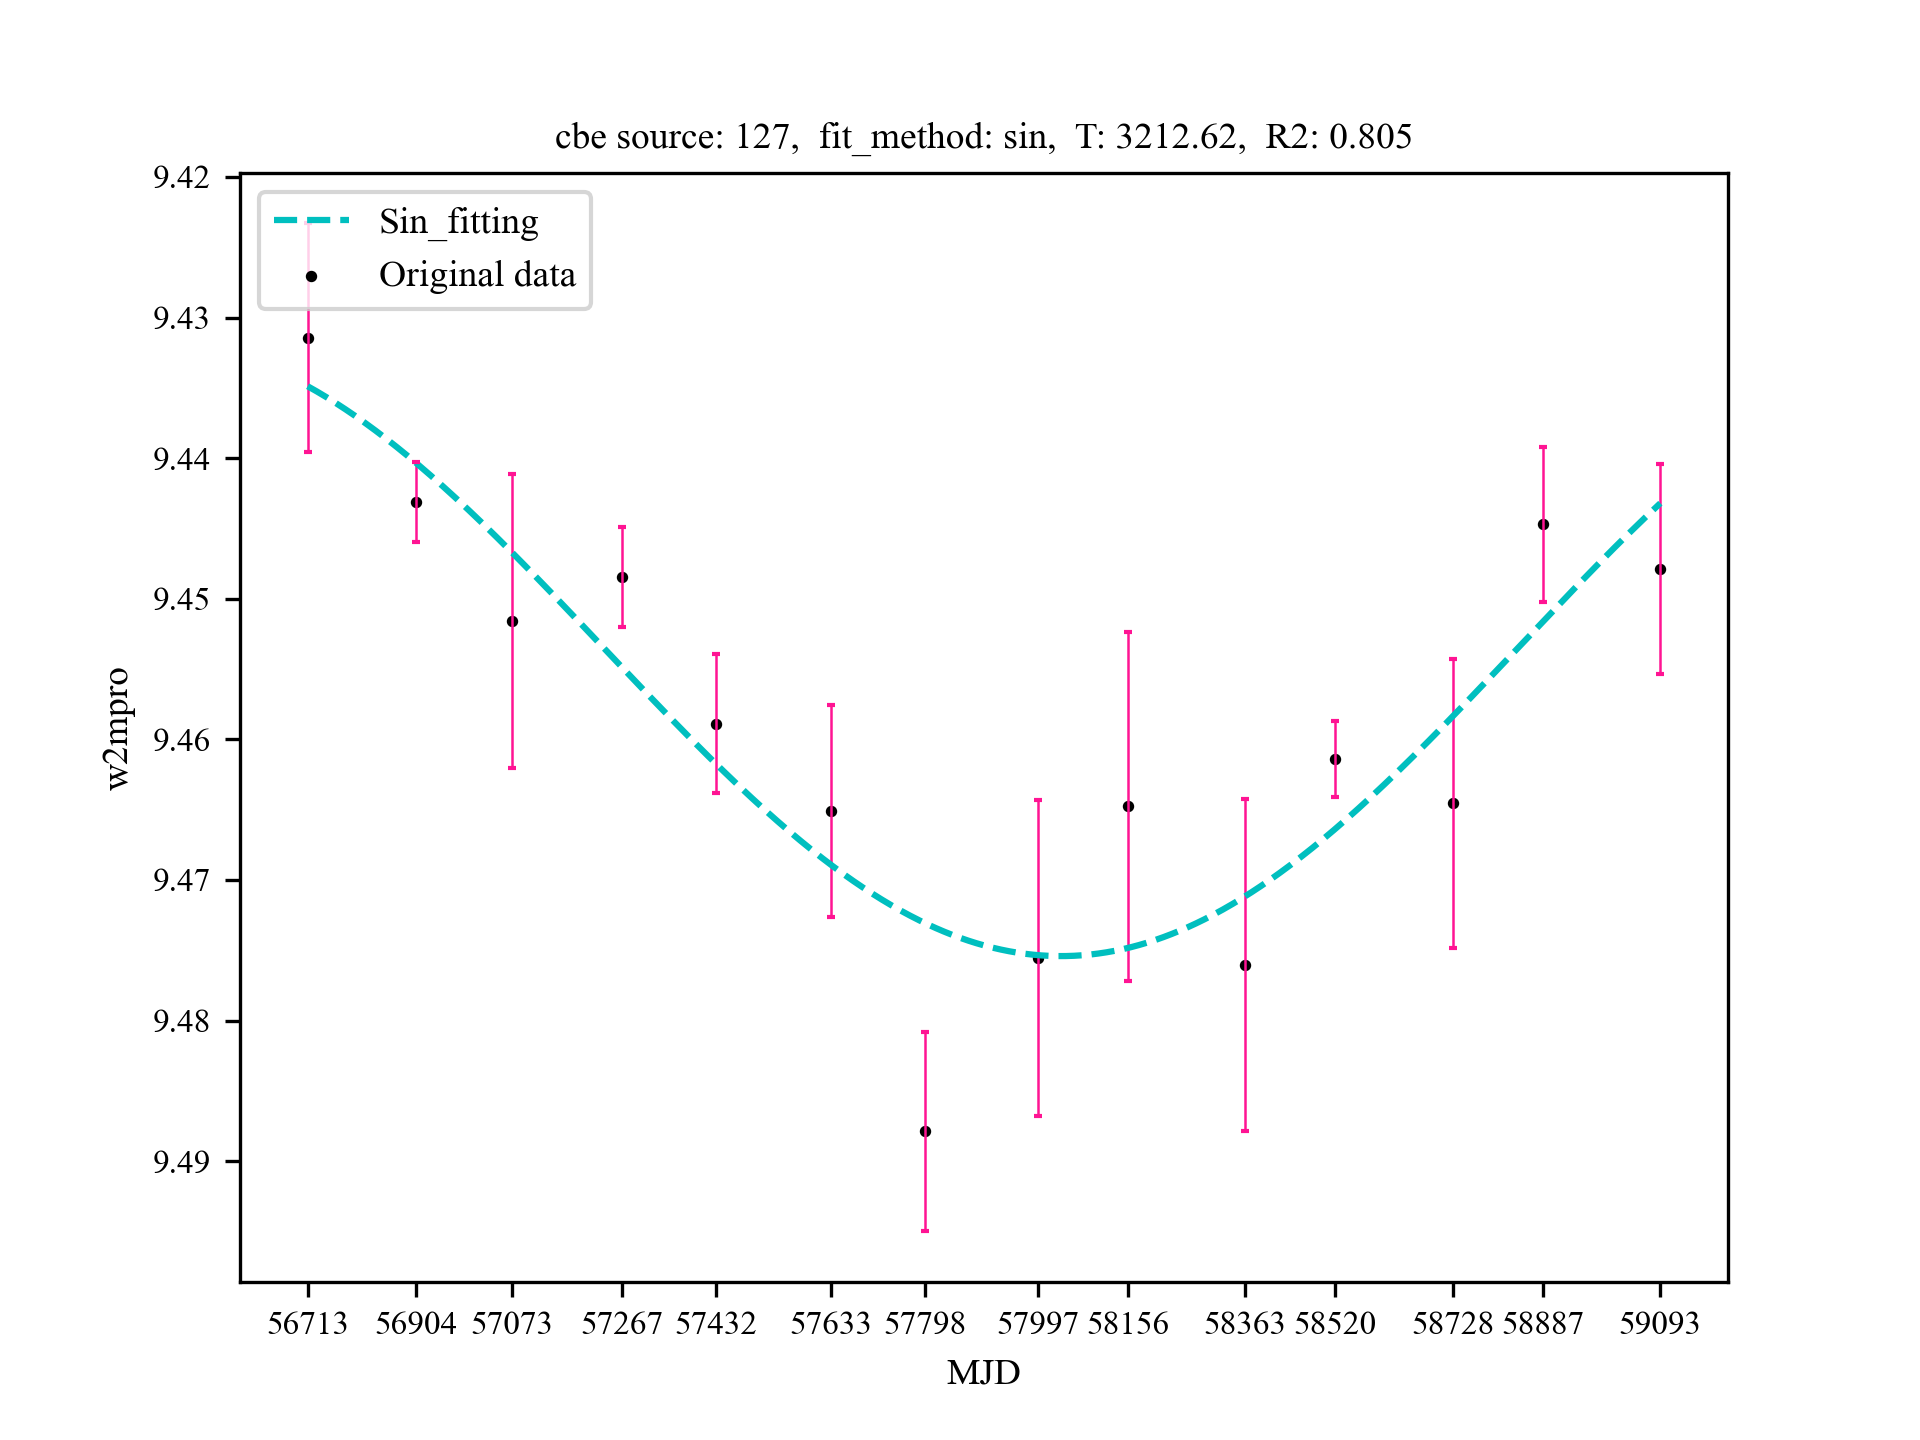 cbe source: 127,  fit_method: sin,  T: 3212.62,  R2: 0.805
Sin_fitting
Original data
9.42
9.43
9.44
9.45
9.46
9.47
9.48
9.49
w2mpro
56713 56904 57073 57267 57432 57633 57798 57997 58156 58363 58520 58728 58887 59093
MJD